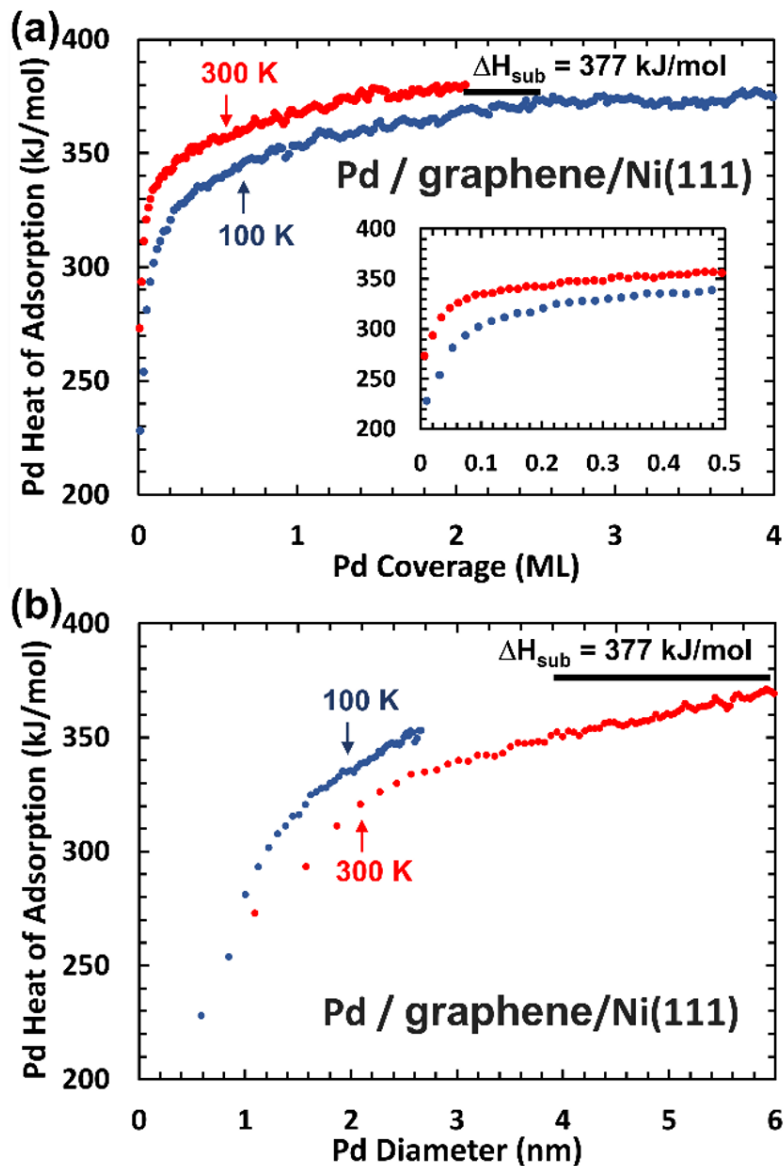 (a)
400
300 K
ΔHsub = 377 kJ/mol
350
Pd / graphene/Ni(111)
100 K
300
250
200
Pd Heat of Adsorption (kJ/mol)
400
350
300
250
200
0 0.1 0.2 0.3 0.4 0.5
0 1 2 3 4
Pd Coverage (ML)
(b)
400
ΔHsub = 377 kJ/mol
100 K
350
300 K
300
250
Pd / graphene/Ni(111)
200
Pd Heat of Adsorption (kJ/mol)
0 1 2 3 4 5 6
Pd Diameter (nm)